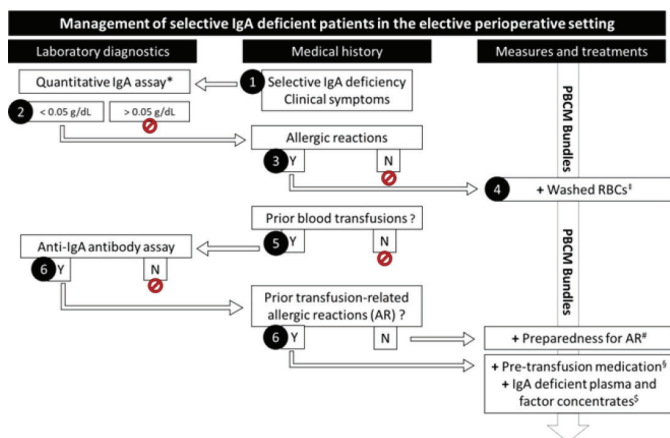 Management of selective IgA deficient patients in the elective perioperative setting
Laboratory diagnostics
Medical history
Measures and treatments
Quantitative IgA assay*
1
Selective IgA deficiency
Clinical symptoms
PBCM Bundles
2
< 0.05 g/dL
> 0.05 g/dL
Allergic reactions
3
Y
N
4
+ Washed RBCs‡
Prior blood transfusions ?
5
Y
N
Anti-IgA antibody assay
6
Y
N
PBCM Bundles
Prior transfusion-related
allergic reactions (AR) ?
6
Y
N
+ Preparedness for AR#
+ Pre-transfusion medication§
+ IgA deficient plasma and
factor concentrates$